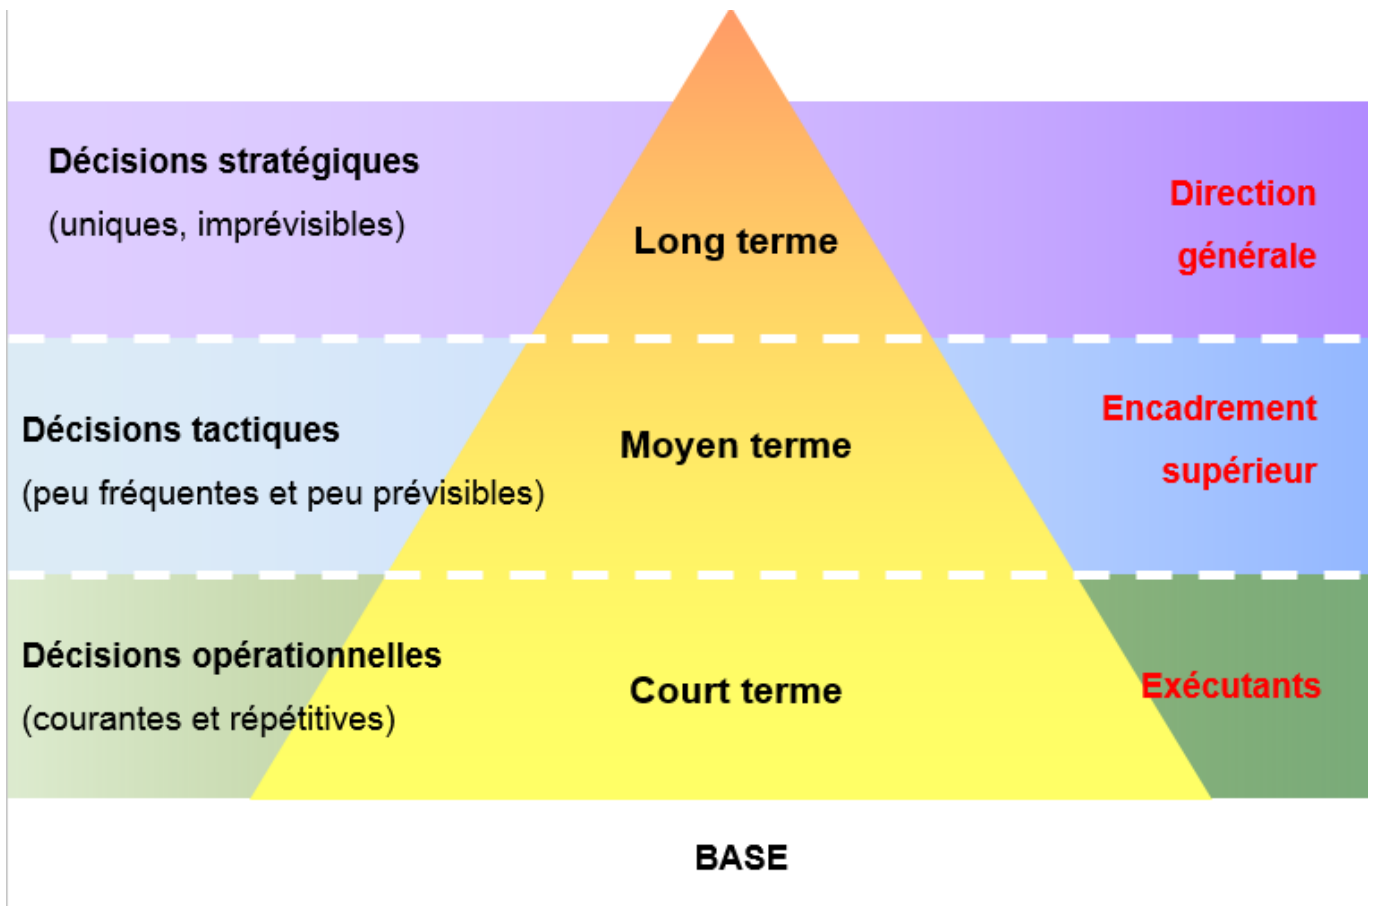 Décisions stratégiques
(uniques, imprévisibles)
Long terme
Direction
générale
Décisions tactiques
(peu fréquentes et peu prévisibles)
Moyen terme
Encadrement
supérieur
Décisions opérationnelles
(courantes et répétitives)
Court terme
Exécutants
BASE